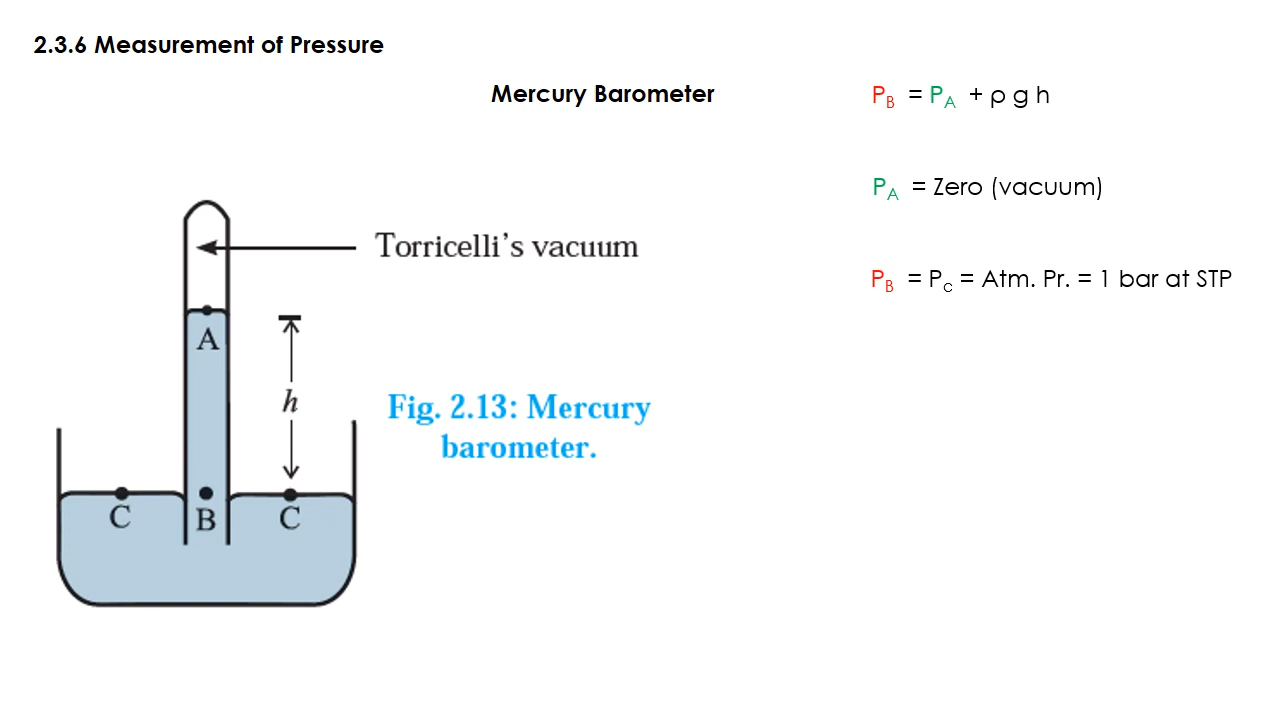 2.3.6 Measurement of Pressure
Mercury Barometer
P_B = P_A + ρ g h
P_A = Zero (vacuum)
P_B = P_c = Atm. Pr. = 1 bar at STP
Torricelli's vacuum
A
h
Fig. 2.13: Mercury
barometer.
C B C